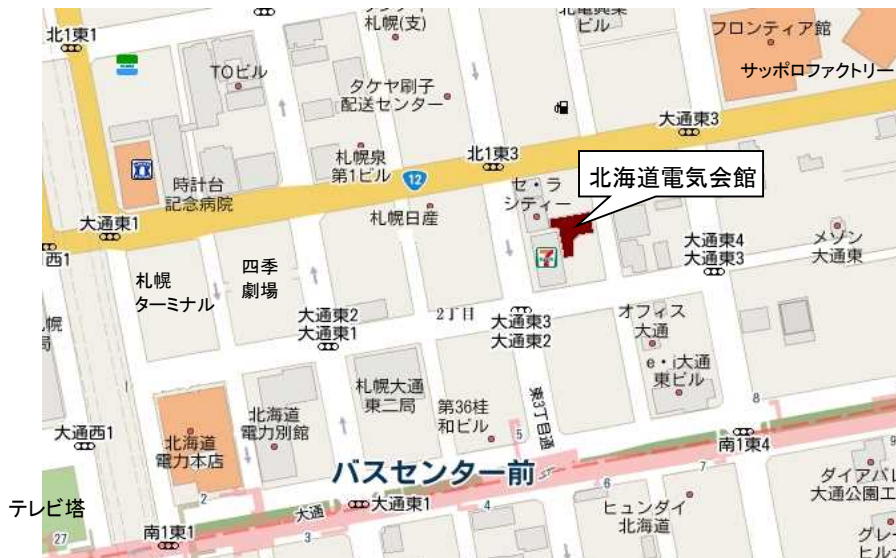 北1東1
TOビル
札幌(支)
タケヤ刷子
配送センター
ビル
フロンティア館
サッポロファクトリー
大通東3
北1東3
札幌泉
第1ビル
12
時計台
記念病院
札幌日産
セ・ラ
シティー
北海道電気会館
大通東1
西1
札幌
ターミナル
四季
劇場
大通東4
大通東3
メゾン
大通東
大通東2
大通東1
2丁目
大通東3
大通東2
オフィス
大通
e・i大通
東ビル
札幌大通
東二局
第36桂
和ビル
東3丁目通
8
大通西1
北海道
電力本店
北海道
電力別館
5
南1東4
9
バスセンター前
テレビ塔
2
大通
大通東1
4
6
7
ヒュンダイ
北海道
ダイアパレ
大通公園エ
27
南1東1
3
グレー